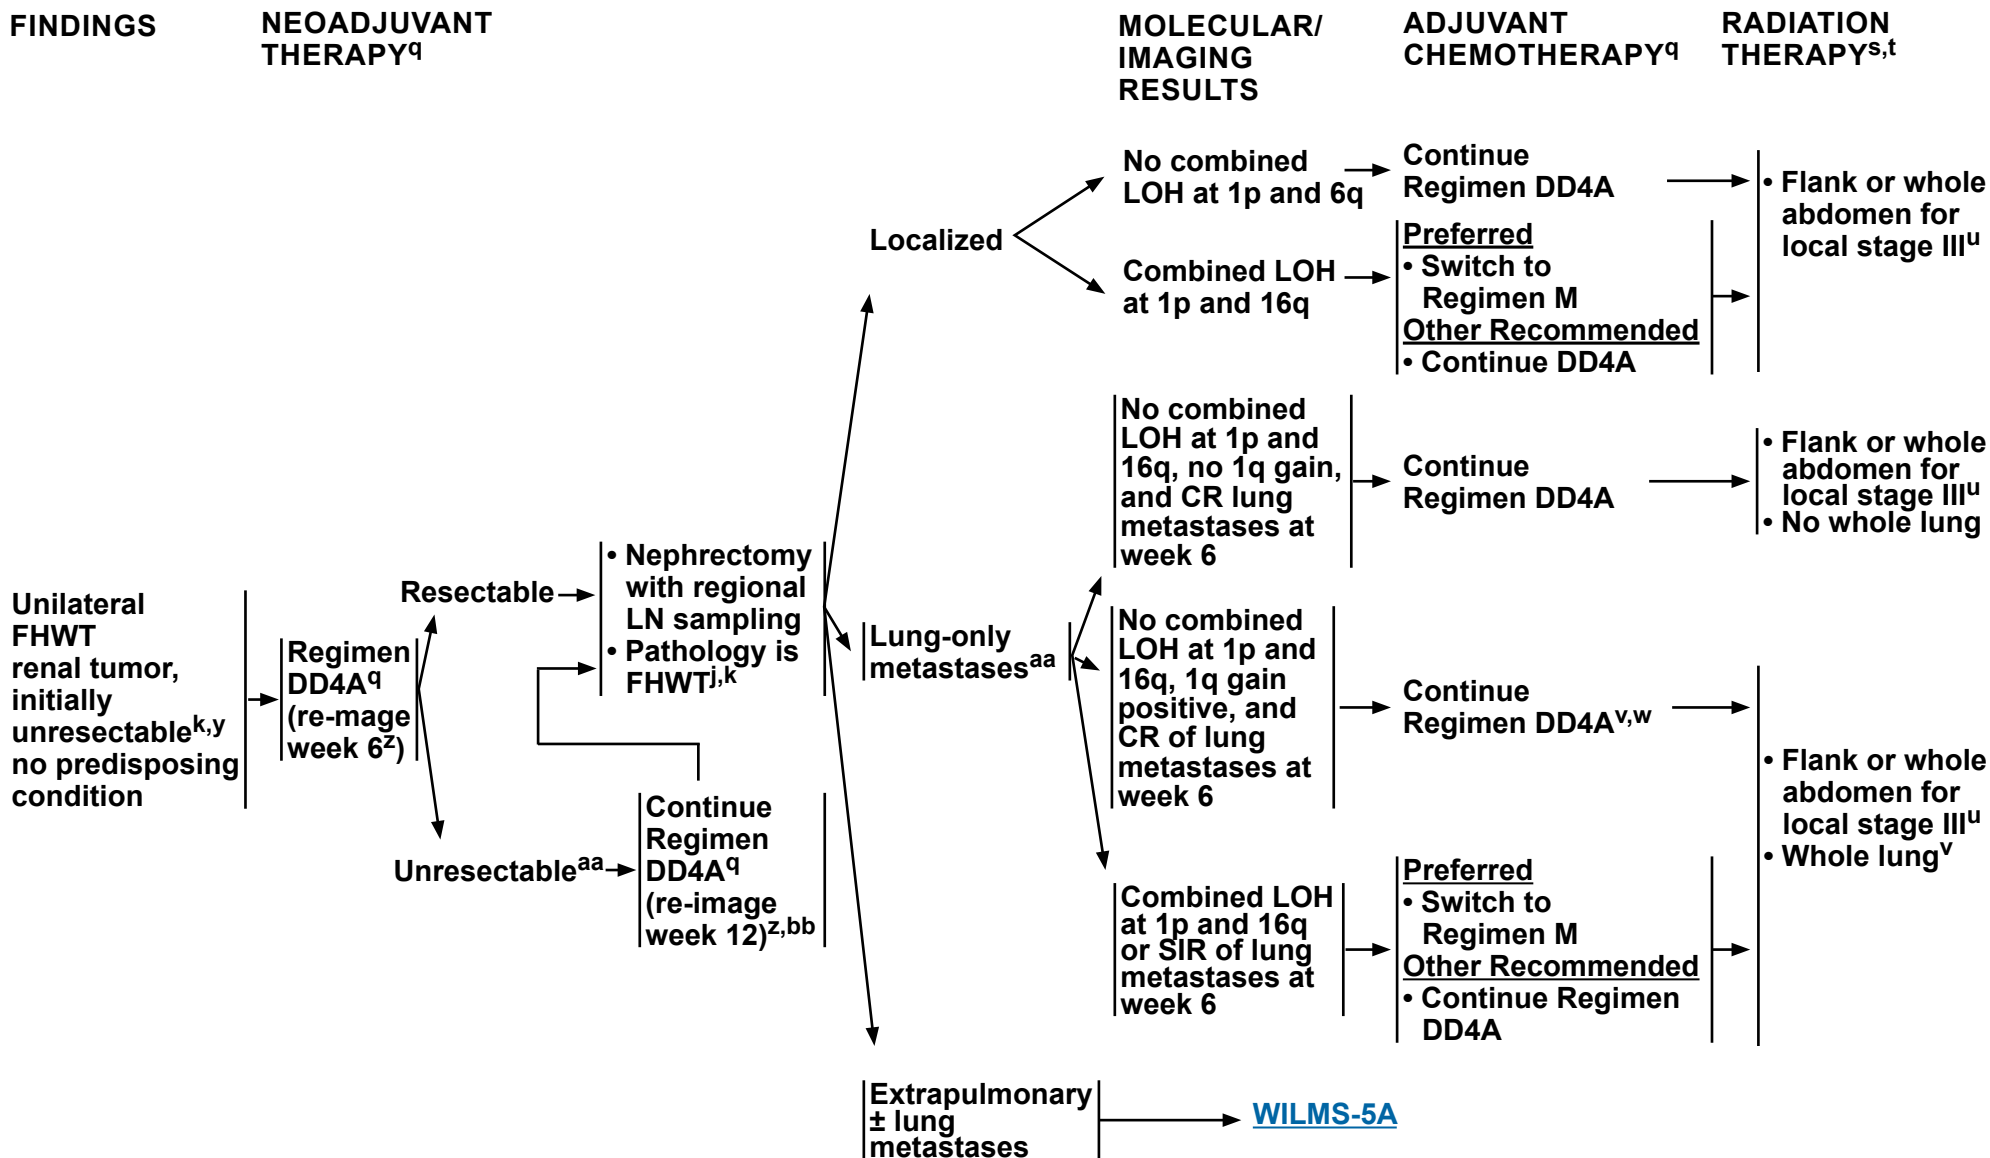 FINDINGS
NEOADJUVANT
THERAPYq
MOLECULAR/
IMAGING
RESULTS
ADJUVANT
CHEMOTHERAPYq
RADIATION
THERAPYs,t
Unilateral
FHWT
renal tumor,
initially
unresectablek,y
no predisposing
condition
Regimen
DD4Aq
(re-mage
week 6z)
Resectable
Unresectableaa
Continue
Regimen
DD4Aq
(re-image
week 12)z,bb
• Nephrectomy
with regional
LN sampling
• Pathology is
FHWTj,k
Localized
No combined
LOH at 1p and 6q
Continue
Regimen DD4A
Combined LOH
at 1p and 16q
Preferred
• Switch to
Regimen M
Other Recommended
• Continue DD4A
• Flank or whole
abdomen for
local stage IIIu
Lung-only
metastasesaa
No combined
LOH at 1p and
16q, no 1q gain,
and CR lung
metastases at
week 6
Continue
Regimen DD4A
• Flank or whole
abdomen for
local stage IIIu
• No whole lung
No combined
LOH at 1p and
16q, 1q gain
positive, and
CR of lung
metastases at
week 6
Continue
Regimen DD4Av,w
Combined LOH
at 1p and 16q
or SIR of lung
metastases at
week 6
Preferred
• Switch to
Regimen M
Other Recommended
• Continue Regimen
DD4A
• Flank or whole
abdomen for
local stage IIIu
• Whole lungv
Extrapulmonary
± lung
metastases
WILMS-5A